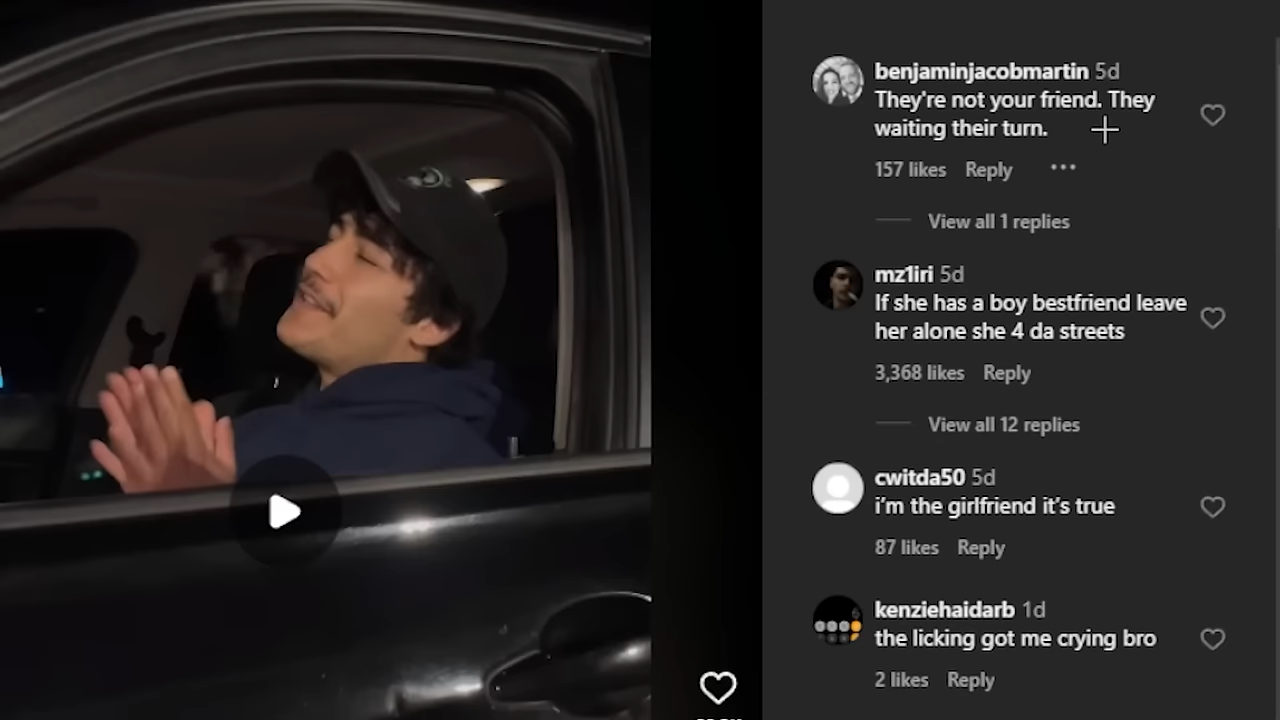 benjaminjacobmartin 5d
They're not your friend. They
waiting their turn.
157 likes Reply
View all 1 replies
mz1iri 5d
If she has a boy bestfriend leave
her alone she 4 da streets
3,368 likes Reply
View all 12 replies
cwitda50 5d
i'm the girlfriend it's true
87 likes Reply
kenziehaidarb 1d
the licking got me crying bro
2 likes Reply